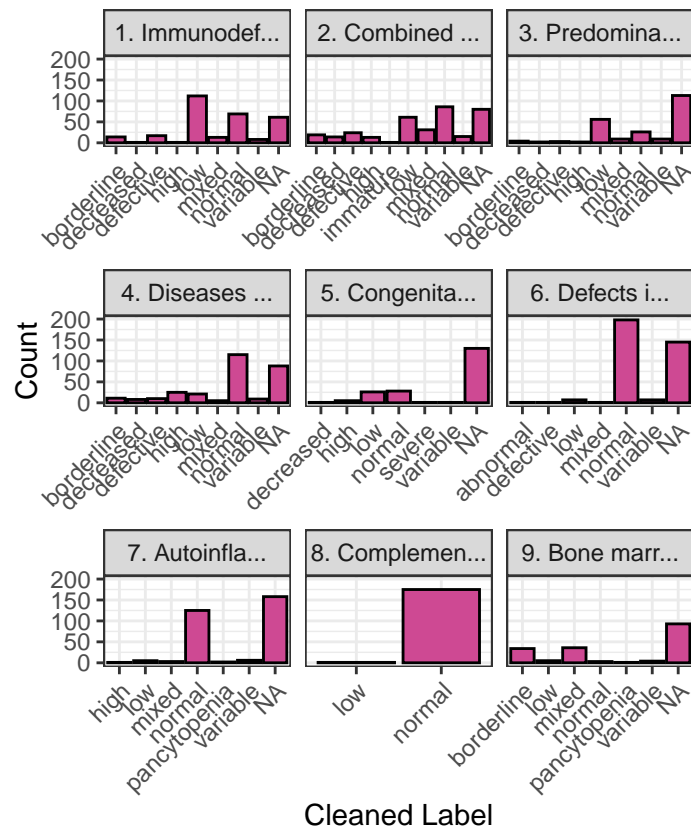 1. Immunodef...
2. Combined ...
3. Predomina...
200
150
100
50
0
borderline
decreased
defective
high
low
mixed
normal
variable
NA
borderline
decreased
defective
high
immature
low
mixed
normal
variable
NA
borderline
decreased
defective
high
low
mixed
normal
variable
NA
4. Diseases ...
5. Congenita...
6. Defects i...
200
150
100
50
0
borderline
decreased
defective
high
low
mixed
normal
variable
NA
decreased
high
low
normal
severe
variable
NA
abnormal
defective
low
mixed
normal
variable
NA
Count
7. Autoinfla...
8. Complemen...
9. Bone marr...
200
150
100
50
0
high
low
mixed
normal
pancytopenia
variable
NA
low
normal
borderline
low
mixed
normal
pancytopenia
variable
NA
Cleaned Label